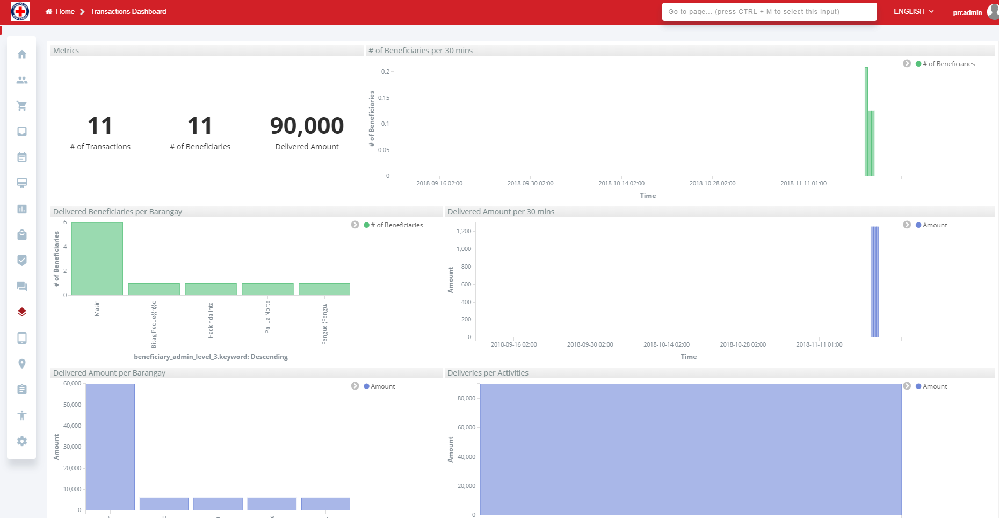 Home
Transactions Dashboard
Go to page... (press CTRL + M to select this input)
ENGLISH
prcadmin
Metrics
11
# of Transactions
11
# of Beneficiaries
90,000
Delivered Amount
# of Beneficiaries per 30 mins
# of Beneficiaries
# of Beneficiaries
0.2
0.15
0.1
0.05
0
2018-09-16 02:00
2018-09-30 02:00
2018-10-14 02:00
2018-10-28 02:00
2018-11-11 01:00
Time
Delivered Beneficiaries per Barangay
# of Beneficiaries
# of Beneficiaries
6
4
2
0
Masin
Bitag Peque{{n}}o
Hacienda Intal
Pallua Norte
Pengue (Pengu...
beneficiary_admin_level_3.keyword: Descending
Delivered Amount per 30 mins
Amount
Amount
1,200
1,000
800
600
400
200
0
2018-09-16 02:00
2018-09-30 02:00
2018-10-14 02:00
2018-10-28 02:00
2018-11-11 01:00
Time
Delivered Amount per Barangay
Amount
Amount
60,000
50,000
40,000
30,000
20,000
10,000
0
Deliveries per Activities
Amount
Amount
80,000
60,000
40,000
20,000
0